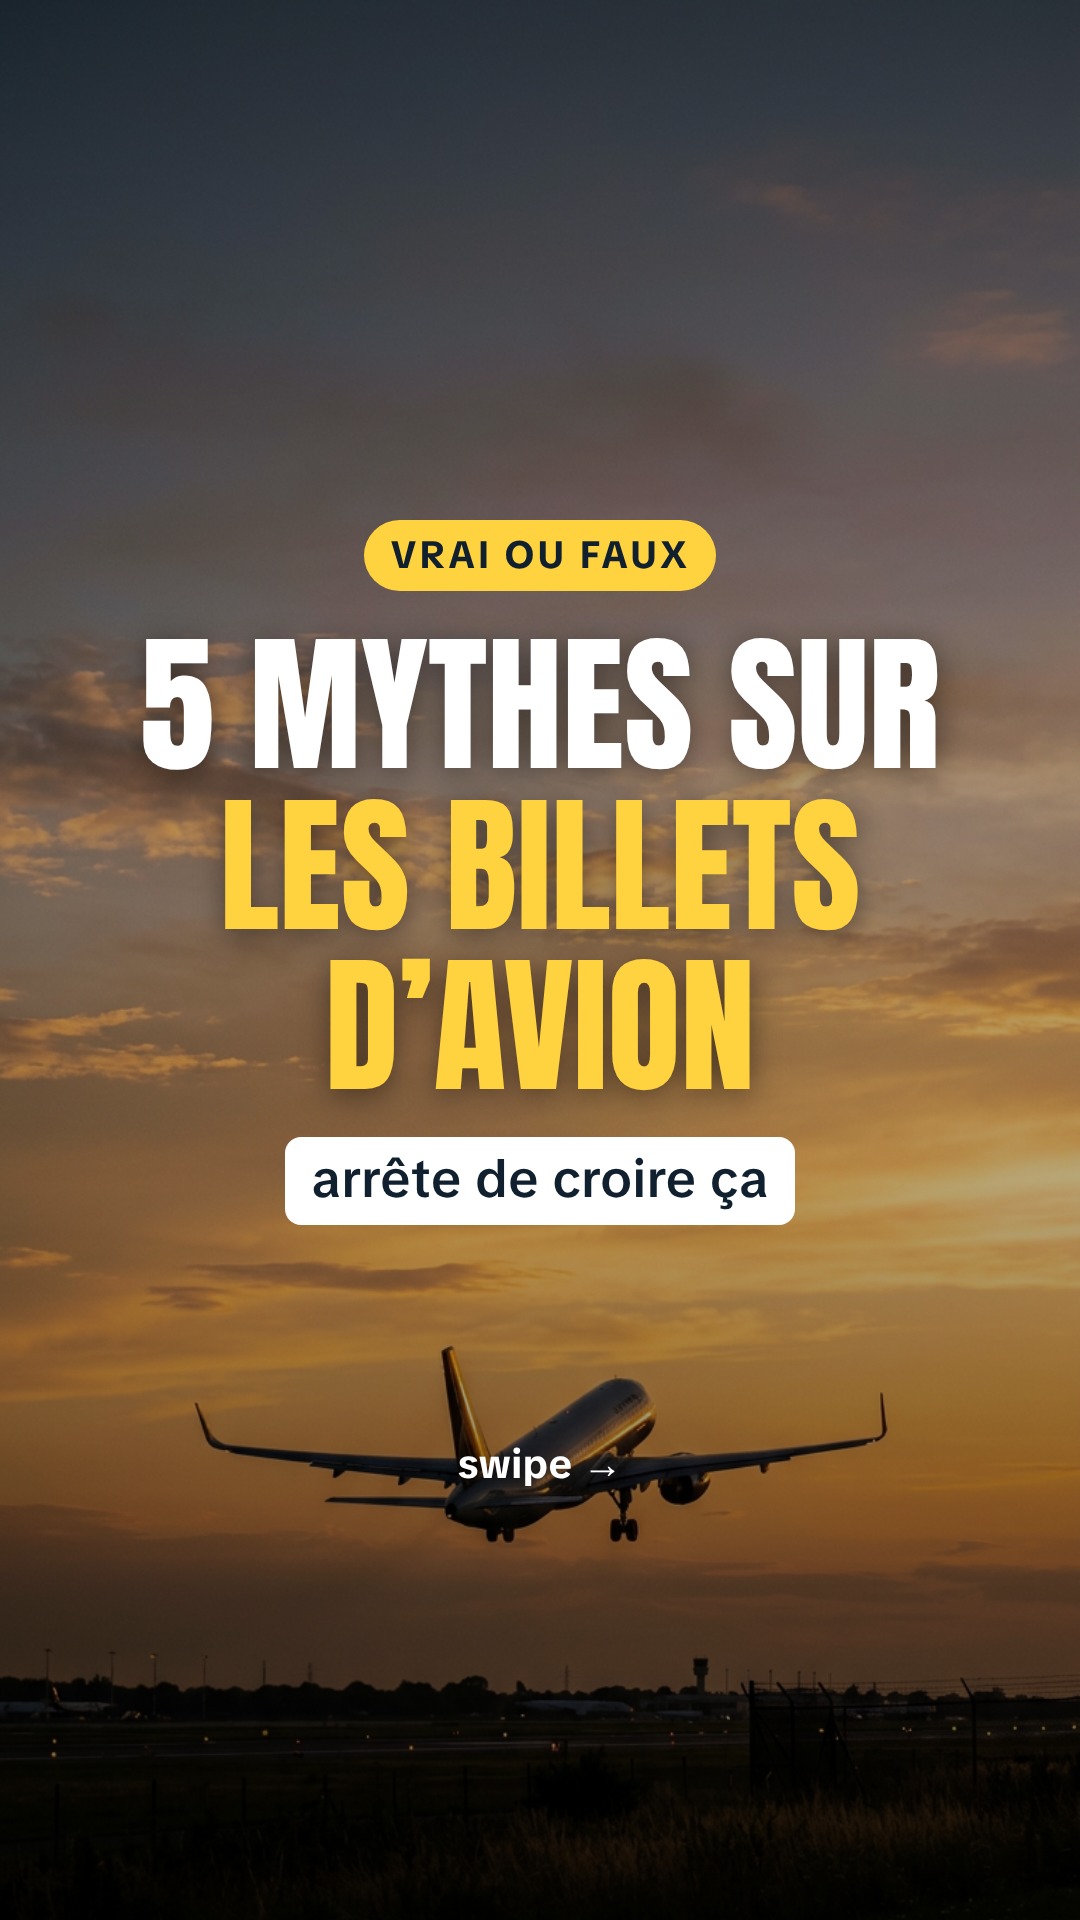 VRAI OU FAUX
5 MYTHES SUR
LES BILLETS
D’AVION
arrête de croire ça
swipe →